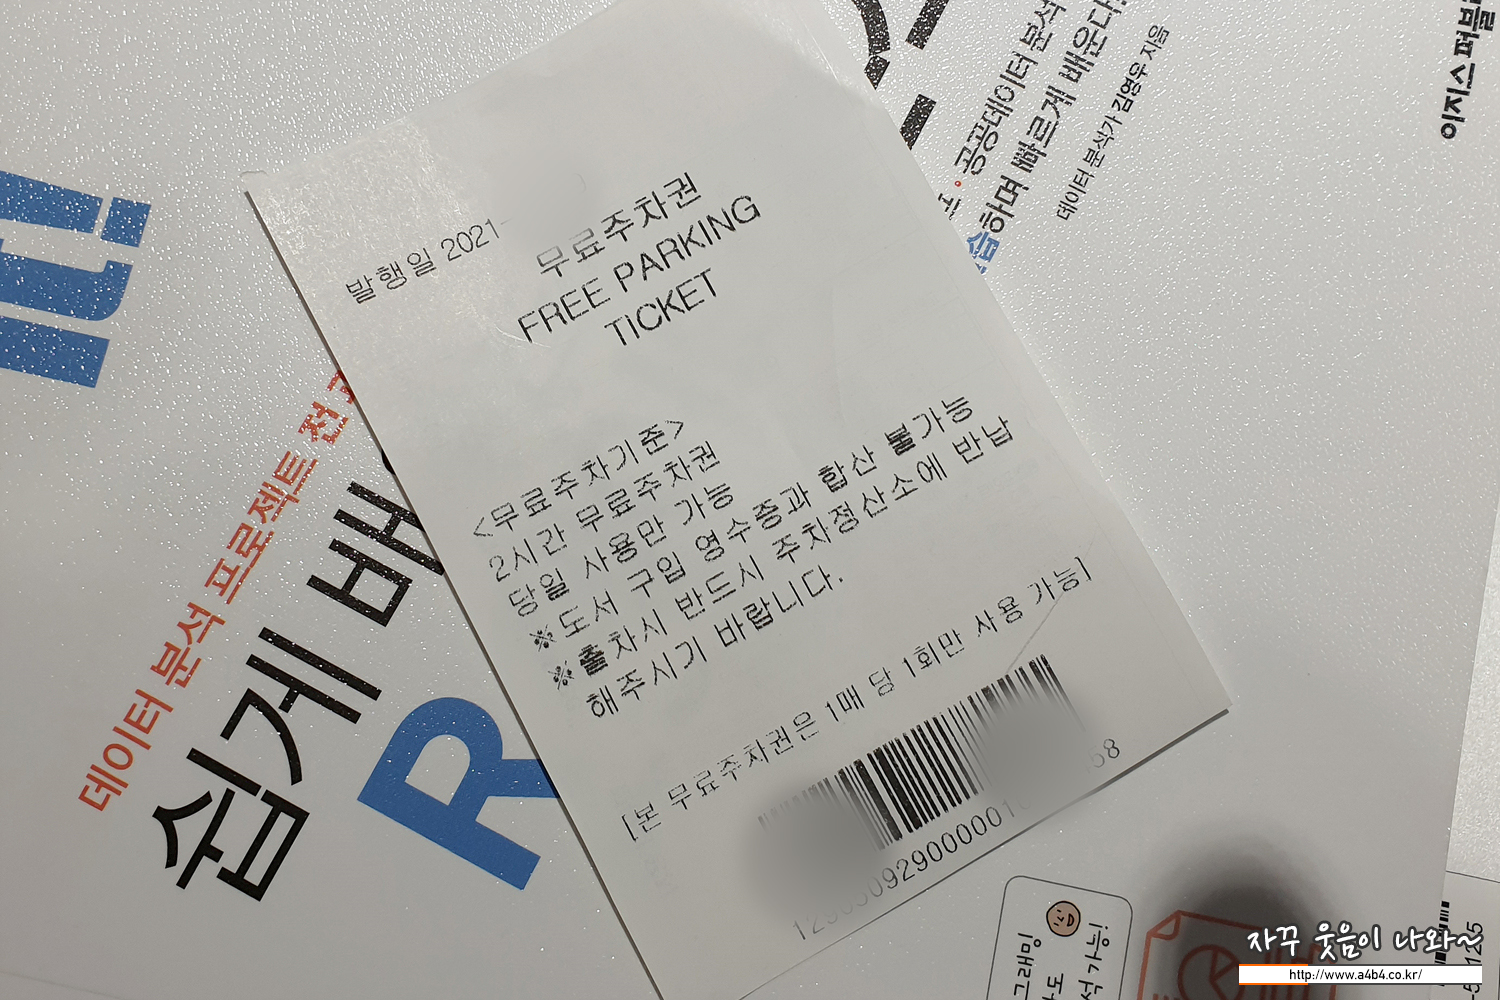 발행일 2021-
무료주차권
FREE PARKING
TICKET
<무료주차기준>
2시간 무료주차권
당일 사용만 가능
※도서 구입 영수증과 합산 불가능
※출차시 반드시 주차정산소에 반납
해주시기 바랍니다.
[본 무료주차권은 1매 당 1회만 사용 가능]
데이터 분석 프로젝트 전
쉽게
R
공공데이터 분석
습하며 빠르게 배운다!
데이터 분석가 김영우 지음
이지스퍼블
그래밍
도
석가능!
자꾸 웃음이 나와~
http://www.a4b4.co.kr/